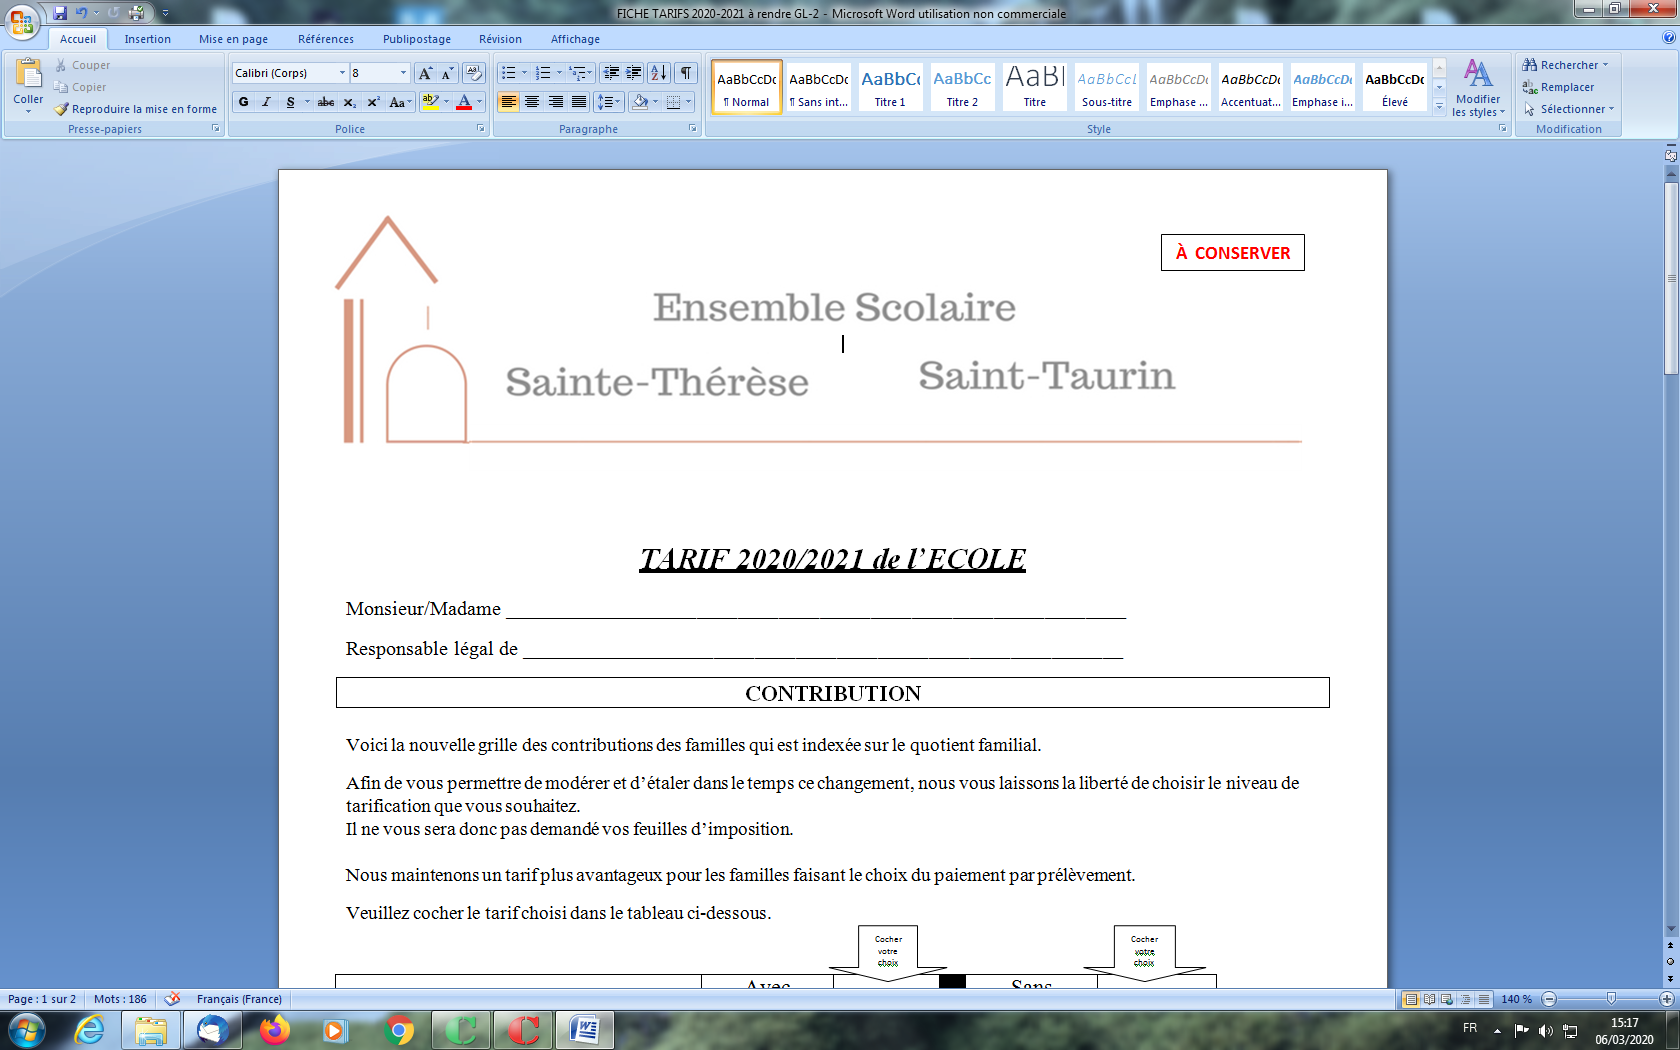 FICHE TARIFS 2020-2021 à rendre GL-2 - Microsoft Word utilisation non commerciale
Accueil Insertion Mise en page Références Publipostage Révision Affichage
Coller
Couper
Copier
Reproduire la mise en forme
Presse-papiers
Calibri (Corps) 8
G I S abc X₂ X² Aa
Police
Paragraphe
AaBbCcDc AaBbCcDc AaBbCc AaBbCc AaBl AaBbCcL AaBbCcDc AaBbCcDc AaBbCcDc AaBbCcDc
¶ Normal ¶ Sans int... Titre 1 Titre 2 Titre Sous-titre Emphase ... Accentuat... Emphase i... Élevé
Style
Modifier
les styles
Rechercher
Remplacer
Sélectionner
Modification
À CONSERVER
Ensemble Scolaire
Sainte-Thérèse Saint-Taurin
TARIF 2020/2021 de l’ECOLE
Monsieur/Madame ______________________________
Responsable légal de ______________________________
CONTRIBUTION
Voici la nouvelle grille des contributions des familles qui est indexée sur le quotient familial.
Afin de vous permettre de modérer et d’étaler dans le temps ce changement, nous vous laissons la liberté de choisir le niveau de
tarification que vous souhaitez.
Il ne vous sera donc pas demandé vos feuilles d’imposition.
Nous maintenons un tarif plus avantageux pour les familles faisant le choix du paiement par prélèvement.
Veuillez cocher le tarif choisi dans le tableau ci-dessous.
Cocher
votre
choix
Cocher
votre
choix
Avec Sans
Page : 1 sur 2 Mots : 186 Français (France) 140 %
FR 15:17
06/03/2020